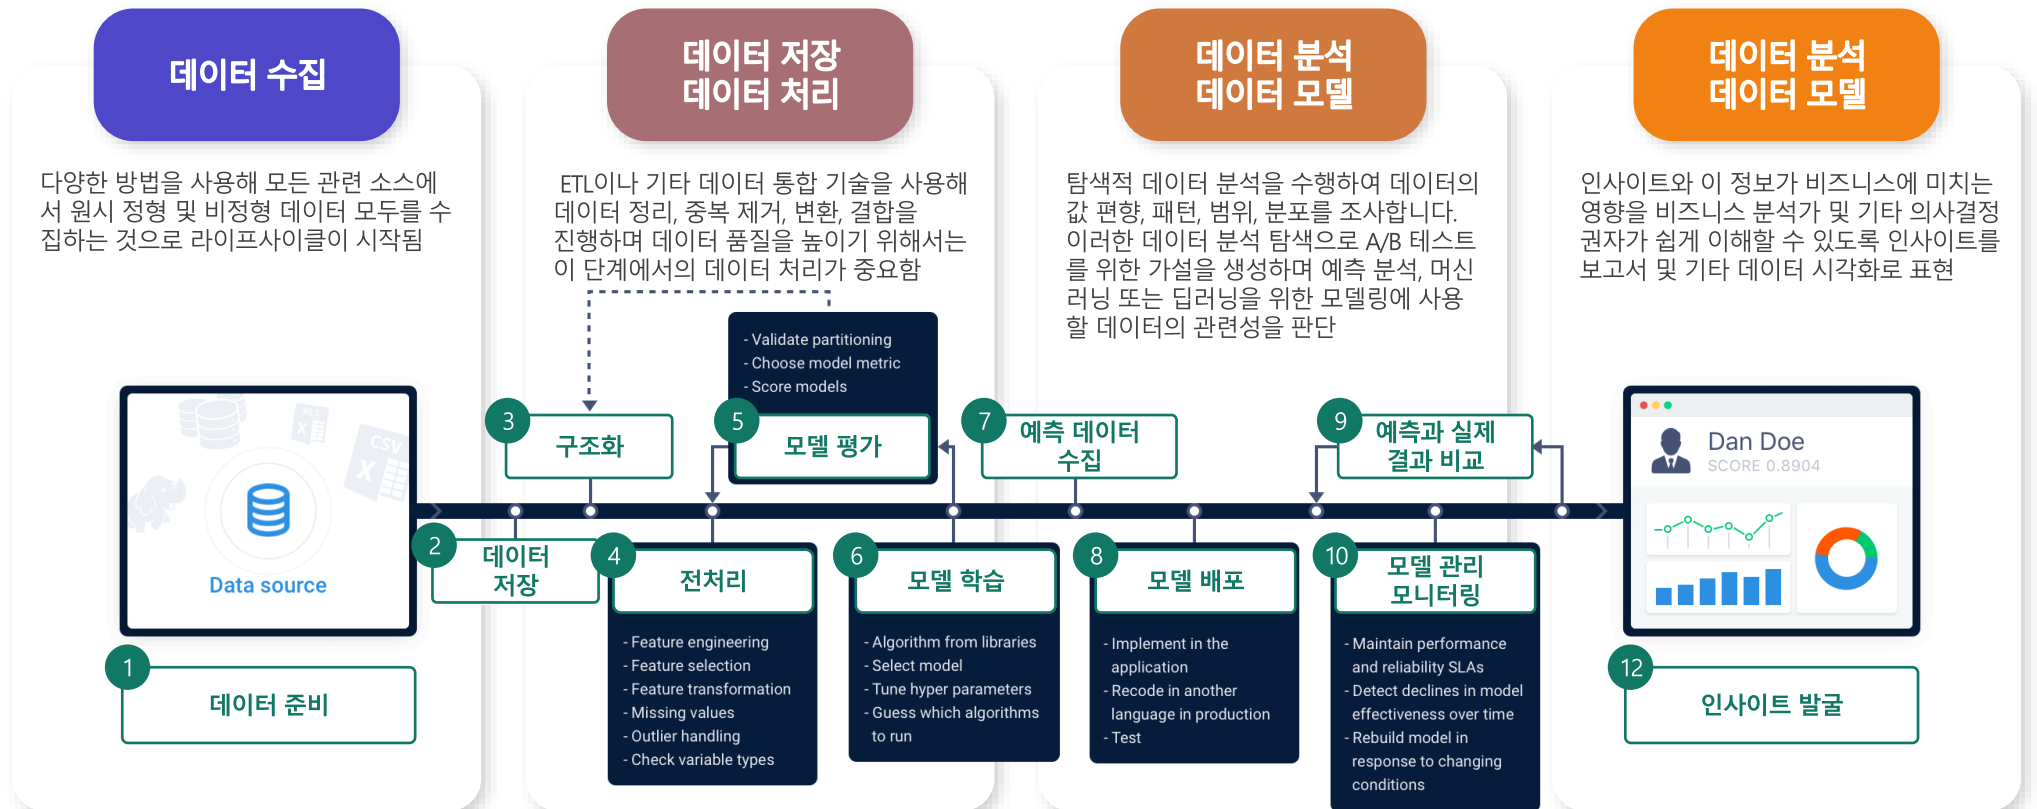 데이터 수집
다양한 방법을 사용해 모든 관련 소스에
서 원시 정형 및 비정형 데이터 모두를 수
집하는 것으로 라이프사이클이 시작됨
데이터 저장
데이터 처리
ETL이나 기타 데이터 통합 기술을 사용해
데이터 정리, 중복 제거, 변환, 결합을
진행하며 데이터 품질을 높이기 위해서는
이 단계에서의 데이터 처리가 중요함
데이터 분석
데이터 모델
탐색적 데이터 분석을 수행하여 데이터의
값 편향, 패턴, 범위, 분포를 조사합니다.
이러한 데이터 분석 탐색으로 A/B 테스트
를 위한 가설을 생성하며 예측 분석, 머신
러닝 또는 딥러닝을 위한 모델링에 사용
할 데이터의 관련성을 판단
데이터 분석
데이터 모델
인사이트와 이 정보가 비즈니스에 미치는
영향을 비즈니스 분석가 및 기타 의사결정
권자가 쉽게 이해할 수 있도록 인사이트를
보고서 및 기타 데이터 시각화로 표현
XLS
X
CSV
X
Data source
1
데이터 준비
2
데이터
저장
3
구조화
4
전처리
- Feature engineering
- Feature selection
- Feature transformation
- Missing values
- Outlier handling
- Check variable types
- Validate partitioning
- Choose model metric
- Score models
5
모델 평가
6
모델 학습
- Algorithm from libraries
- Select model
- Tune hyper parameters
- Guess which algorithms
to run
7
예측 데이터
수집
8
모델 배포
- Implement in the
application
- Recode in another
language in production
- Test
9
예측과 실제
결과 비교
10
모델 관리
모니터링
- Maintain performance
and reliability SLAs
- Detect declines in model
effectiveness over time
- Rebuild model in
response to changing
conditions
Dan Doe
SCORE 0.8904
12
인사이트 발굴